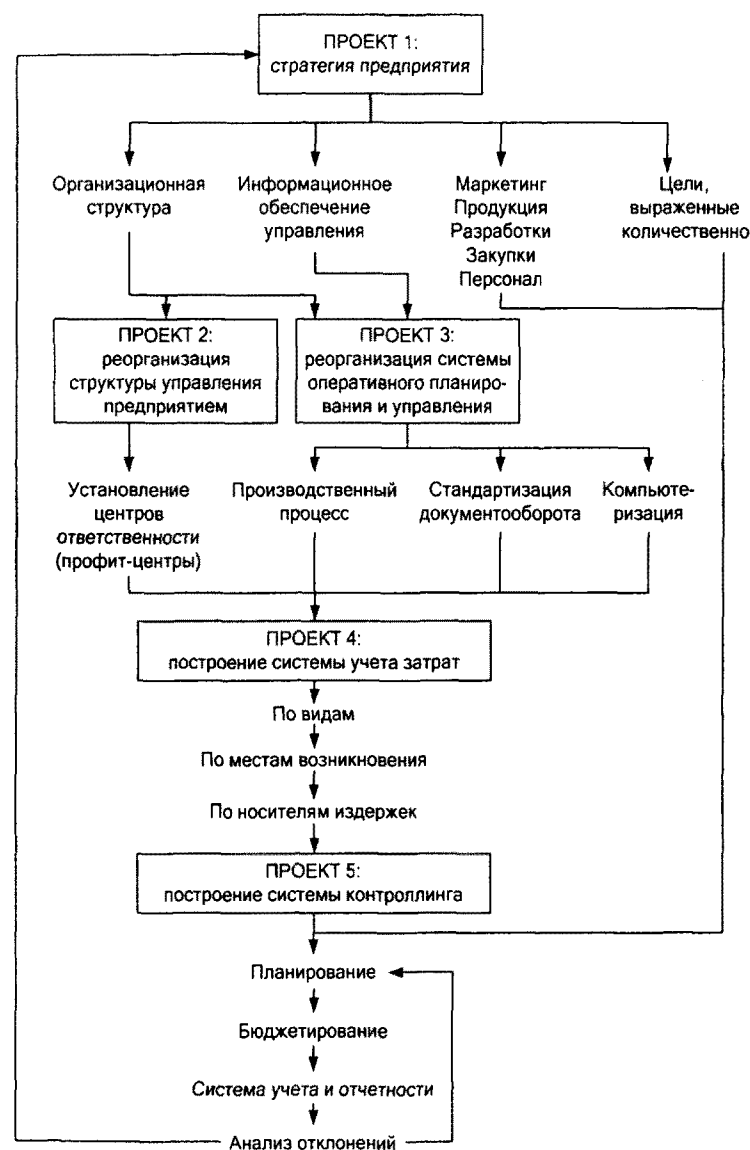 ПРОЕКТ 1:
стратегия предприятия
Организационная
структура
Информационное
обеспечение
управления
Маркетинг
Продукция
Разработки
Закупки
Персонал
Цели,
выраженные
количественно
ПРОЕКТ 2:
реорганизация
структуры управления
предприятием
ПРОЕКТ 3:
реорганизация системы
оперативного планиро-
вания и управления
Установление
центров
ответственности
(профит-центры)
Производственный
процесс
Стандартизация
документооборота
Компьюте-
ризация
ПРОЕКТ 4:
построение системы учета затрат
По видам
По местам возникновения
По носителям издержек
ПРОЕКТ 5:
построение системы контроллинга
Планирование
Бюджетирование
Система учета и отчетности
Анализ отклонений